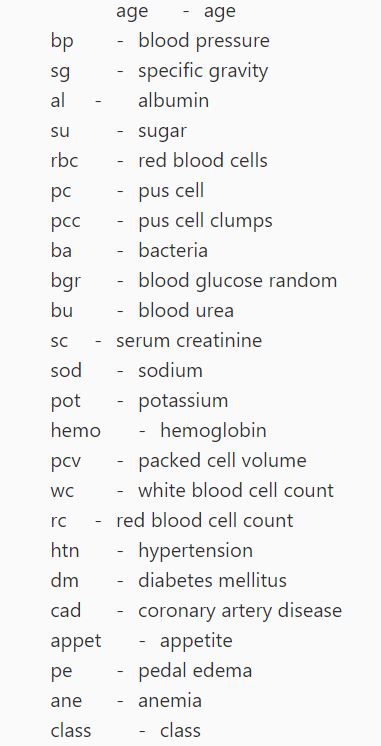 age - age
bp - blood pressure
sg - specific gravity
al - albumin
su - sugar
rbc - red blood cells
pc - pus cell
pcc - pus cell clumps
ba - bacteria
bgr - blood glucose random
bu - blood urea
sc - serum creatinine
sod - sodium
pot - potassium
hemo - hemoglobin
pcv - packed cell volume
wc - white blood cell count
rc - red blood cell count
htn - hypertension
dm - diabetes mellitus
cad - coronary artery disease
appet - appetite
pe - pedal edema
ane - anemia
class - class